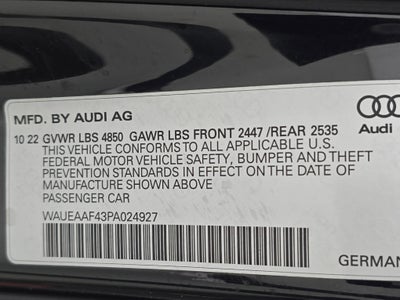 MFD. BY AUDI AG
10 22 GVWR LBS 4850 GAWR LBS FRONT 2447 /REAR 2535
THIS VEHICLE CONFORMS TO ALL APPLICABLE U.S.
FEDERAL MOTOR VEHICLE SAFETY, BUMPER AND THEFT
PREVENTION STANDARDS IN EFFECT ON THE DATE OF
MANUFACTURE SHOWN ABOVE
PASSENGER CAR
WAUEAAF43PA024927
Audi
GERMAN